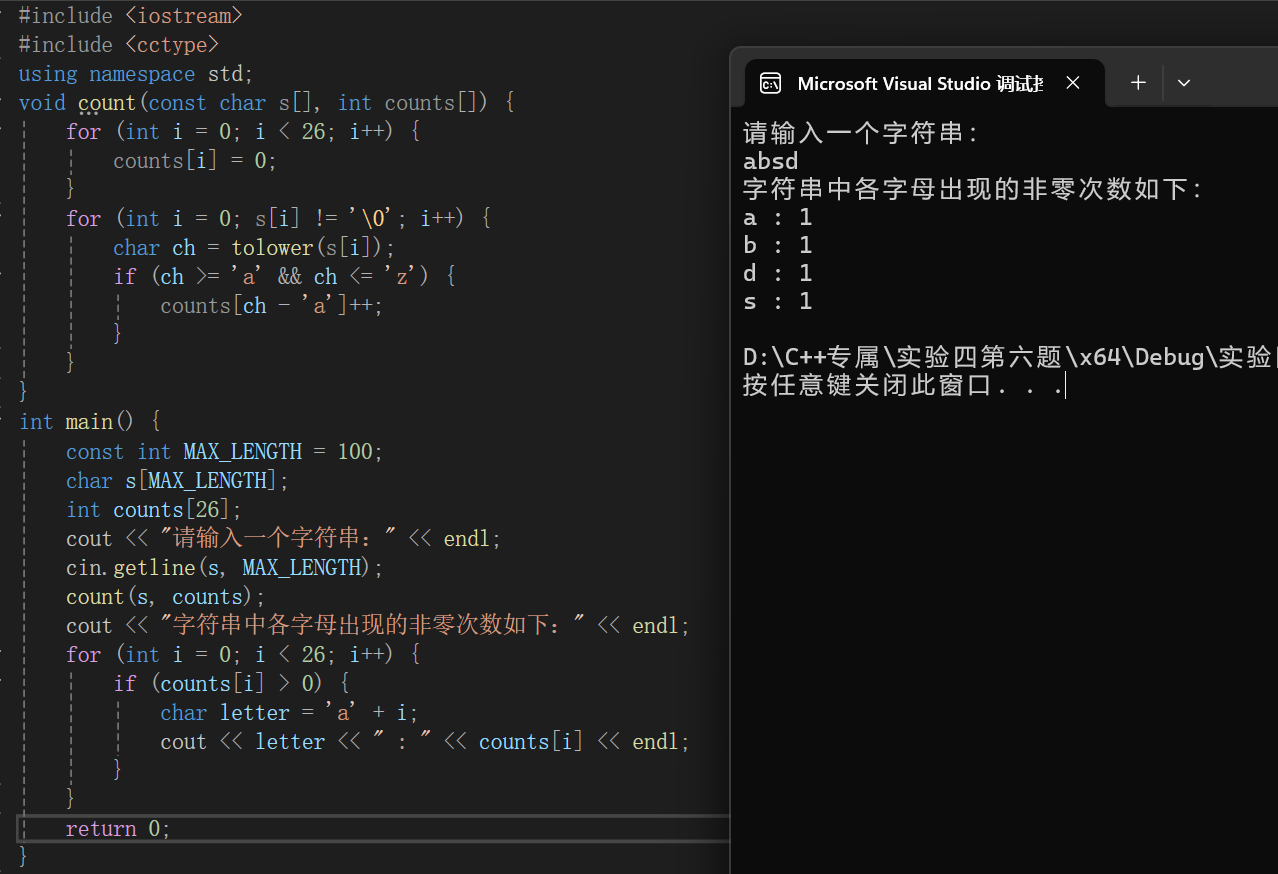 #include <iostream>
#include <cctype>
using namespace std;
void count(const char s[], int counts[]) {
    for (int i = 0; i < 26; i++) {
        counts[i] = 0;
    }
    for (int i = 0; s[i] != '\0'; i++) {
        char ch = tolower(s[i]);
        if (ch >= 'a' && ch <= 'z') {
            counts[ch - 'a']++;
        }
    }
}
int main() {
    const int MAX_LENGTH = 100;
    char s[MAX_LENGTH];
    int counts[26];
    cout << "请输入一个字符串：" << endl;
    cin.getline(s, MAX_LENGTH);
    count(s, counts);
    cout << "字符串中各字母出现的非零次数如下：" << endl;
    for (int i = 0; i < 26; i++) {
        if (counts[i] > 0) {
            char letter = 'a' + i;
            cout << letter << " : " << counts[i] << endl;
        }
    }
    return 0;
}
Microsoft Visual Studio 调试
请输入一个字符串：
absd
字符串中各字母出现的非零次数如下：
a : 1
b : 1
d : 1
s : 1
D:\C++专属\实验四第六题\x64\Debug\实验
按任意键关闭此窗口. . .